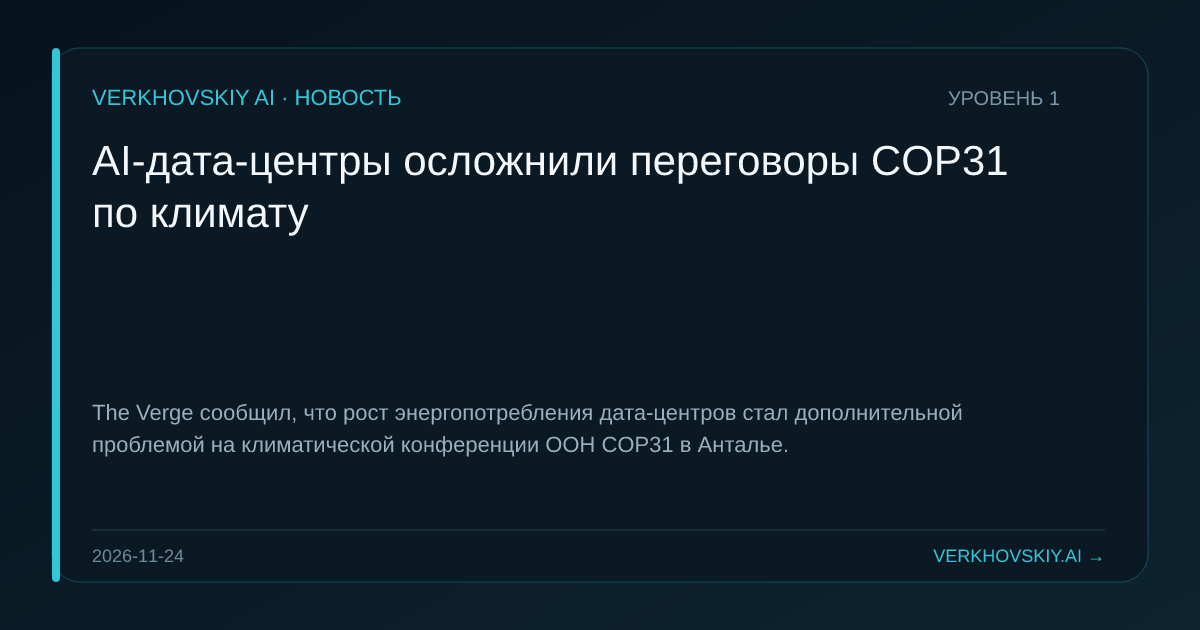 VERKHOVSKIY AI · НОВОСТЬ
УРОВЕНЬ 1
AI-дата-центры осложнили переговоры COP31
по климату
The Verge сообщил, что рост энергопотребления дата-центров стал дополнительной
проблемой на климатической конференции ООН COP31 в Анталье.
2026-11-24
VERKHOVSKIY.AI →